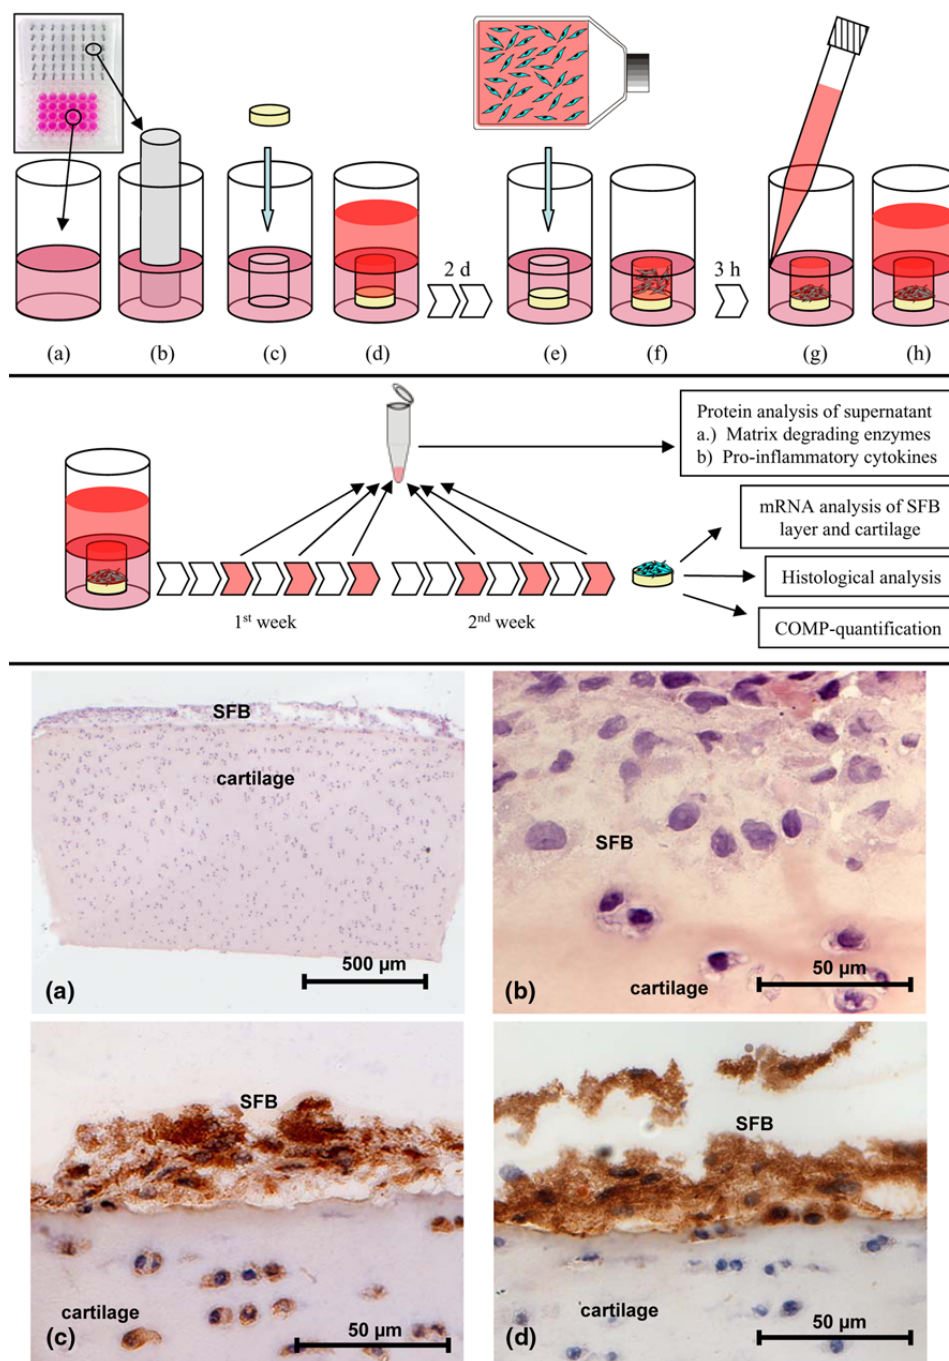 2 d
3 h
(a) (b) (c) (d) (e) (f) (g) (h)
Protein analysis of supernatant
a.) Matrix degrading enzymes
b) Pro-inflammatory cytokines
mRNA analysis of SFB
layer and cartilage
Histological analysis
COMP-quantification
1st week
2nd week
SFB
cartilage
500 µm
(a)
SFB
cartilage
50 µm
(b)
SFB
cartilage
50 µm
(c)
SFB
cartilage
50 µm
(d)